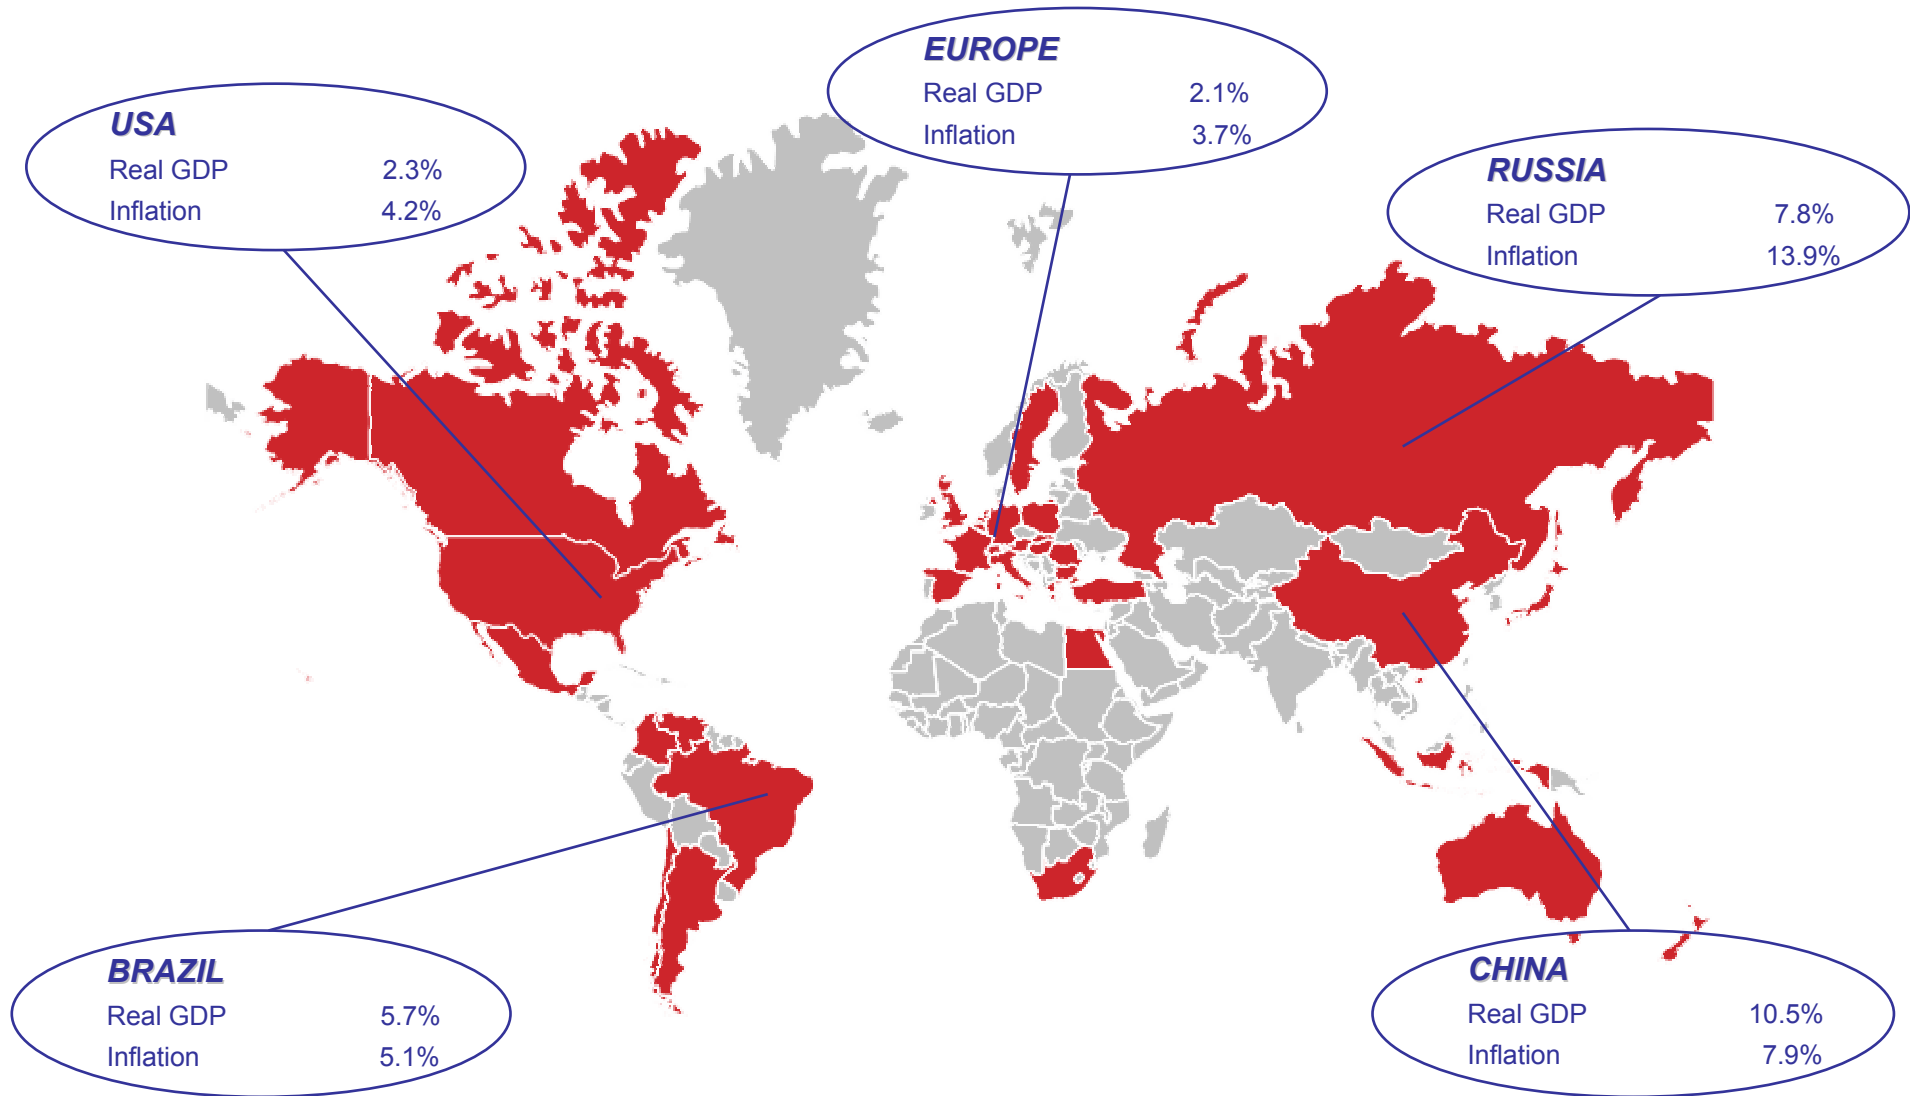 EUROPE
Real GDP 2.1%
Inflation 3.7%
USA
Real GDP 2.3%
Inflation 4.2%
RUSSIA
Real GDP 7.8%
Inflation 13.9%
BRAZIL
Real GDP 5.7%
Inflation 5.1%
CHINA
Real GDP 10.5%
Inflation 7.9%